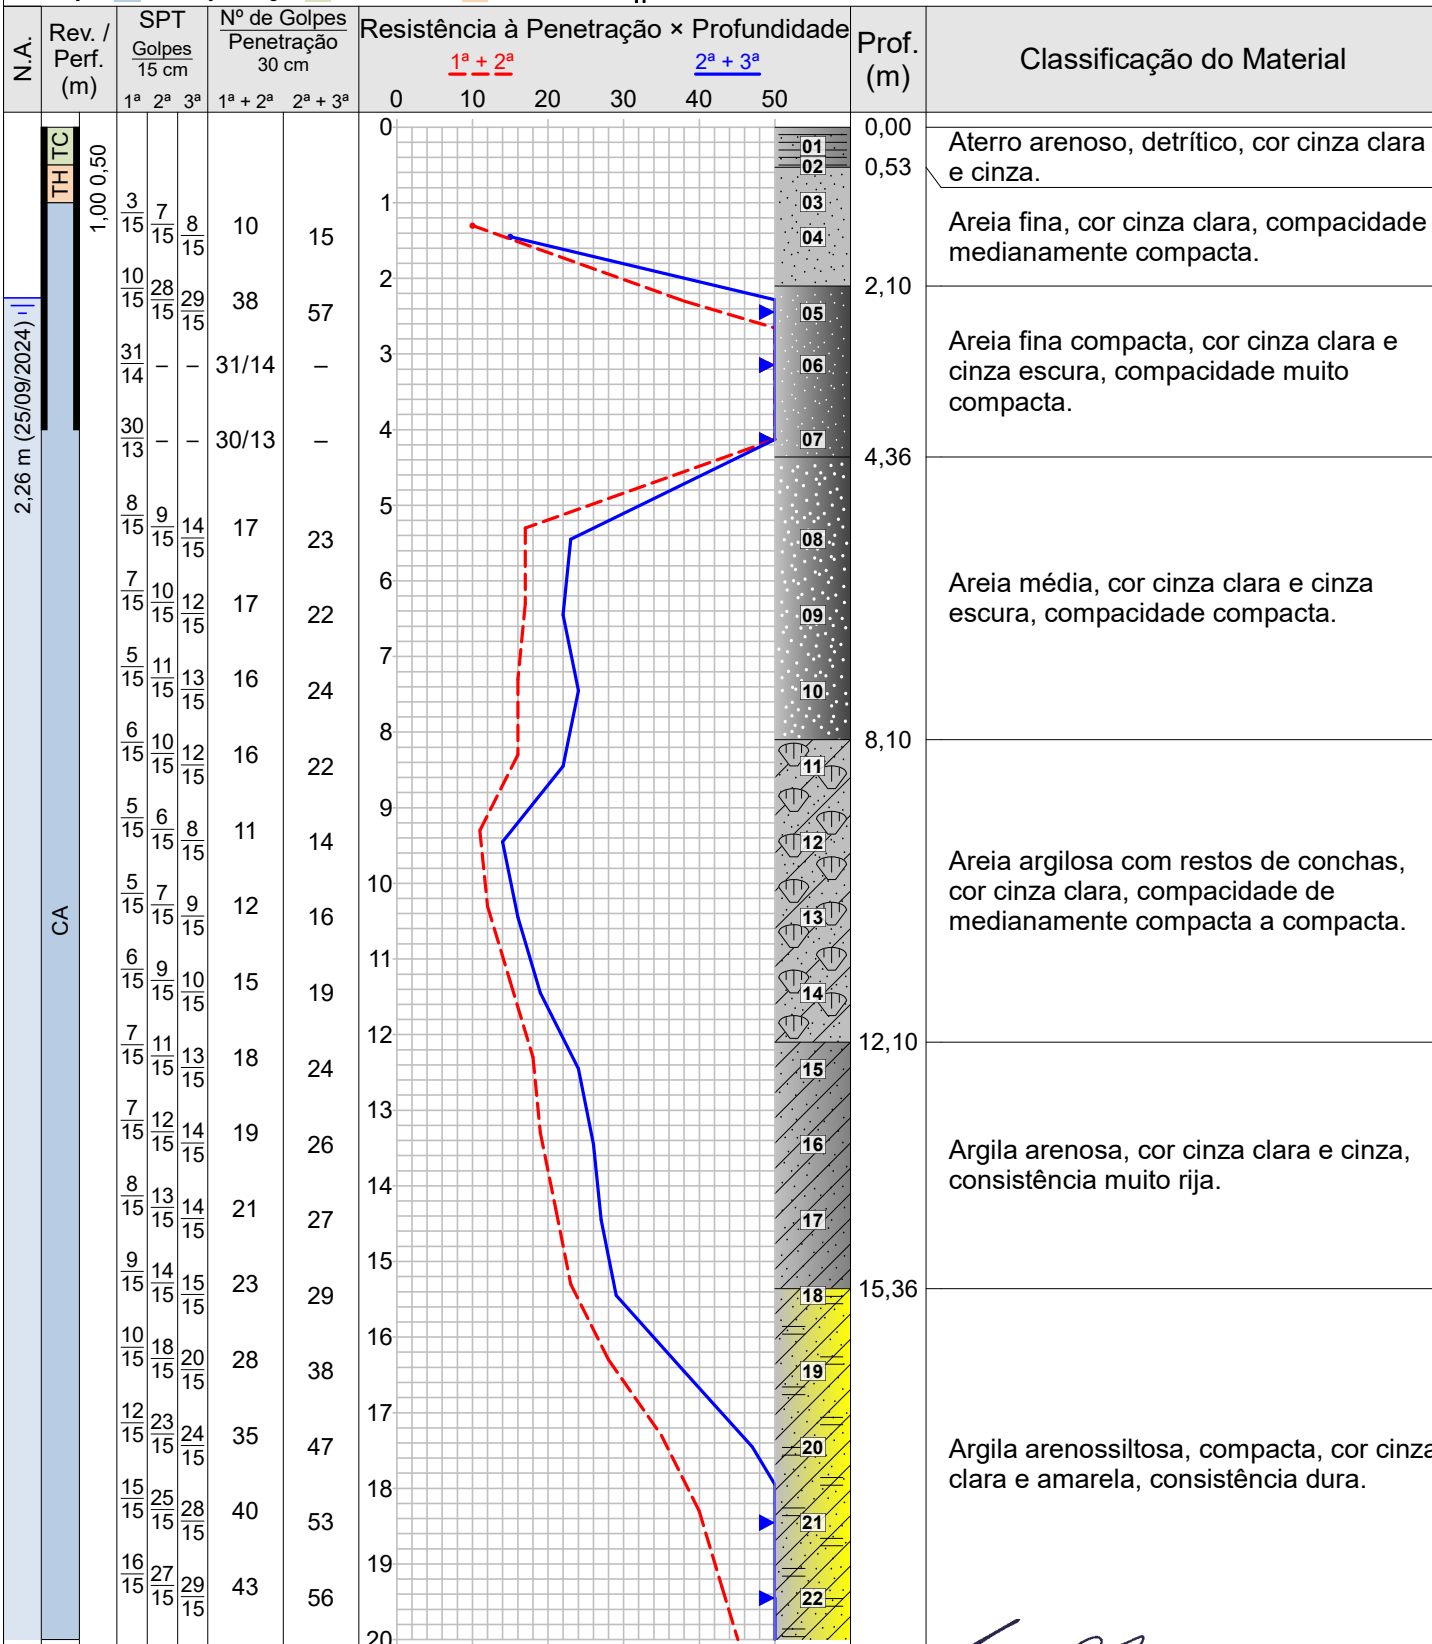 N.A.
Rev. /
Perf.
(m)
SPT
Golpes
15 cm
1ª 2ª 3ª
Nº de Golpes
Penetração
30 cm
1ª + 2ª 2ª + 3ª
Resistência à Penetração × Profundidade
1ª + 2ª 2ª + 3ª
0 10 20 30 40 50
Prof.
(m)
Classificação do Material
2,26 m (25/09/2024)
TC
TH
CA
1,00 0,50
3/15 7/15 8/15 10 15
10/15 28/15 29/15 38 57
31/14 – – 31/14 –
30/13 – – 30/13 –
8/15 9/15 14/15 17 23
7/15 10/15 12/15 17 22
5/15 11/15 13/15 16 24
6/15 10/15 12/15 16 22
5/15 6/15 8/15 11 14
5/15 7/15 9/15 12 16
6/15 9/15 10/15 15 19
7/15 11/15 13/15 18 24
7/15 12/15 14/15 19 26
8/15 13/15 14/15 21 27
9/15 14/15 15/15 23 29
10/15 18/15 20/15 28 38
12/15 23/15 24/15 35 47
15/15 25/15 28/15 40 53
16/15 27/15 29/15 43 56
0
1
2
3
4
5
6
7
8
9
10
11
12
13
14
15
16
17
18
19
20
01
02
03
04
05
06
07
08
09
10
11
12
13
14
15
16
17
18
19
20
21
22
0,00
0,53
2,10
4,36
8,10
12,10
15,36
Aterro arenoso, detrítico, cor cinza clara
e cinza.
Areia fina, cor cinza clara, compacidade
medianamente compacta.
Areia fina compacta, cor cinza clara e
cinza escura, compacidade muito
compacta.
Areia média, cor cinza clara e cinza
escura, compacidade compacta.
Areia argilosa com restos de conchas,
cor cinza clara, compacidade de
medianamente compacta a compacta.
Argila arenosa, cor cinza clara e cinza,
consistência muito rija.
Argila arenossiltosa, compacta, cor cinza
clara e amarela, consistência dura.